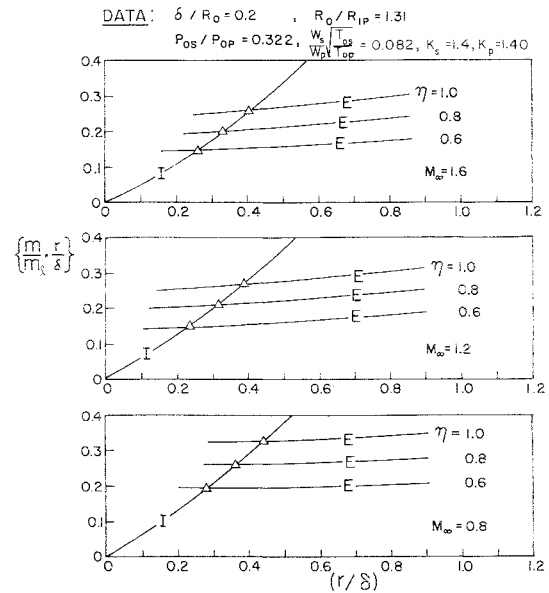 DATA: δ / R₀ = 0.2 , R₀ / R₁P = 1.31
P₀S / P₀P = 0.322, Wₛ/Wₚ √(T₀ₛ/T₀ₚ) = 0.082, Kₛ = 1.4, Kₚ = 1.40
0.4
0.3
0.2
0.1
0
η = 1.0
0.8
0.6
E
E
E
I
M∞ = 1.6
0 0.2 0.4 0.6 0.8 1.0 1.2
{m/mₗ · r/δ}
0.4
0.3
0.2
0.1
0
η = 1.0
0.8
0.6
E
E
E
I
M∞ = 1.2
0 0.2 0.4 0.6 0.8 1.0 1.2
0.4
0.3
0.2
0.1
0
η = 1.0
0.8
0.6
E
E
E
I
M∞ = 0.8
0 0.2 0.4 0.6 0.8 1.0 1.2
(r/δ)